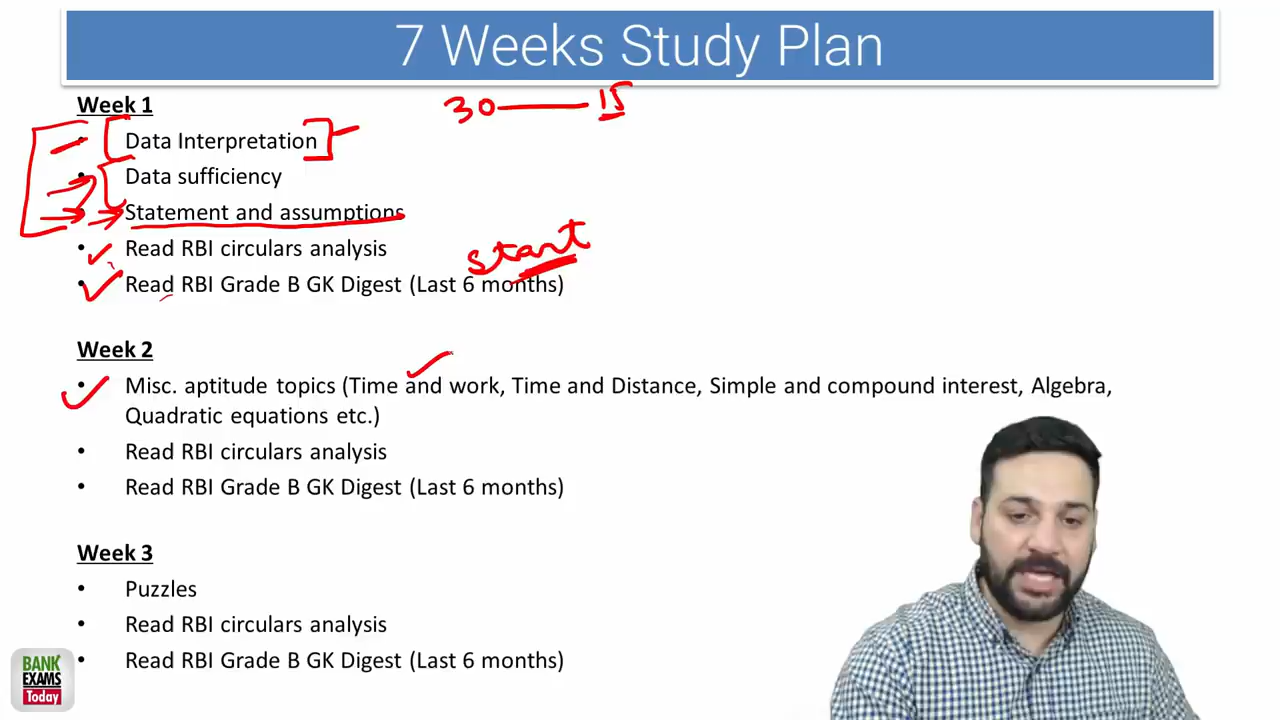 7 Weeks Study Plan
Week 1
30 — 15
• Data Interpretation
• Data sufficiency
• Statement and assumptions
• Read RBI circulars analysis
start
• Read RBI Grade B GK Digest (Last 6 months)
Week 2
• Misc. aptitude topics (Time and work, Time and Distance, Simple and compound interest, Algebra,
Quadratic equations etc.)
• Read RBI circulars analysis
• Read RBI Grade B GK Digest (Last 6 months)
Week 3
• Puzzles
• Read RBI circulars analysis
• Read RBI Grade B GK Digest (Last 6 months)
BANK
EXAMS
Today